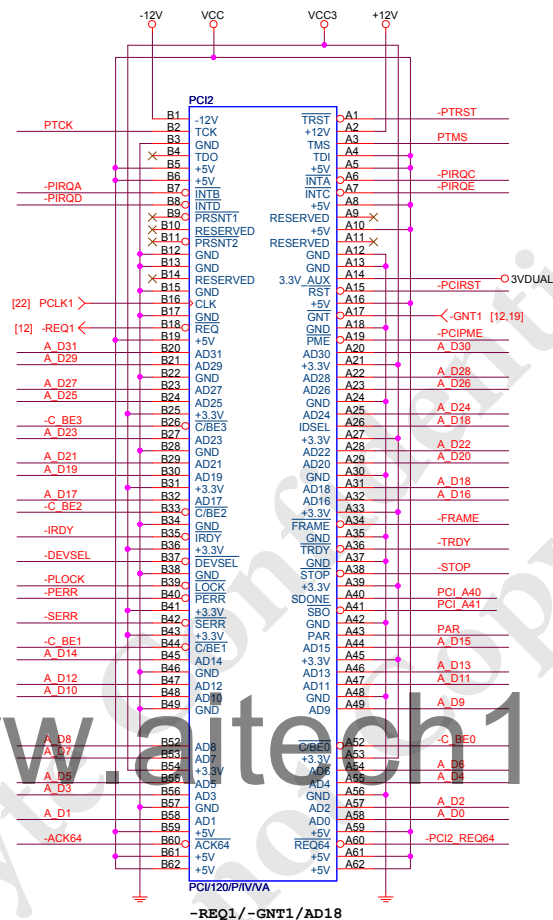 -12V VCC VCC3 +12V
PCI2
B1 -12V TRST A1 -PTRST
PTCK B2 TCK +12V A2
B3 GND TMS A3 PTMS
B4 TDO TDI A4
B5 +5V +5V A5
B6 +5V INTA A6 -PIRQC
-PIRQA B7 INTB INTC A7 -PIRQE
-PIRQD B8 INTD +5V A8
B9 PRSNT1 RESERVED A9
B10 RESERVED +5V A10
B11 PRSNT2 RESERVED A11
B12 GND GND A12
B13 GND GND A13
B14 RESERVED 3.3V_AUX A14 3VDUAL
B15 GND RST A15 -PCIRST
[22] PCLK1 B16 CLK +5V A16
B17 GND GNT A17 -GNT1 [12,19]
[12] -REQ1 B18 REQ GND A18
B19 +5V PME A19 -PCIPME
A_D31 B20 AD31 AD30 A20 A_D30
A_D29 B21 AD29 +3.3V A21
B22 GND AD28 A22 A_D28
A_D27 B23 AD27 AD26 A23 A_D26
A_D25 B24 AD25 GND A24
B25 +3.3V AD24 A25 A_D24
-C_BE3 B26 C/BE3 IDSEL A26 A_D18
A_D23 B27 AD23 +3.3V A27
B28 GND AD22 A28 A_D22
A_D21 B29 AD21 AD20 A29 A_D20
A_D19 B30 AD19 GND A30
B31 +3.3V AD18 A31 A_D18
A_D17 B32 AD17 AD16 A32 A_D16
-C_BE2 B33 C/BE2 +3.3V A33
B34 GND FRAME A34 -FRAME
-IRDY B35 IRDY GND A35
B36 +3.3V TRDY A36 -TRDY
-DEVSEL B37 DEVSEL GND A37
B38 GND STOP A38 -STOP
-PLOCK B39 LOCK +3.3V A39
-PERR B40 PERR SDONE A40 PCI_A40
B41 +3.3V SBO A41 PCI_A41
-SERR B42 SERR GND A42
B43 +3.3V PAR A43 PAR
-C_BE1 B44 C/BE1 AD15 A44 A_D15
A_D14 B45 AD14 +3.3V A45
B46 GND AD13 A46 A_D13
A_D12 B47 AD12 AD11 A47 A_D11
A_D10 B48 AD10 GND A48
B49 GND AD9 A49 A_D9
A_D8 B52 AD8 C/BE0 A52 -C_BE0
A_D7 B53 AD7 +3.3V A53
B54 +3.3V AD6 A54 A_D6
A_D5 B55 AD5 AD4 A55 A_D4
A_D3 B56 AD3 GND A56
B57 GND AD2 A57 A_D2
A_D1 B58 AD1 AD0 A58 A_D0
B59 +5V +5V A59
-ACK64 B60 ACK64 REQ64 A60 -PCI2_REQ64
B61 +5V +5V A61
B62 +5V +5V A62
PCI/120/P/IV/VA
-REQ1/-GNT1/AD18
w.aitech1